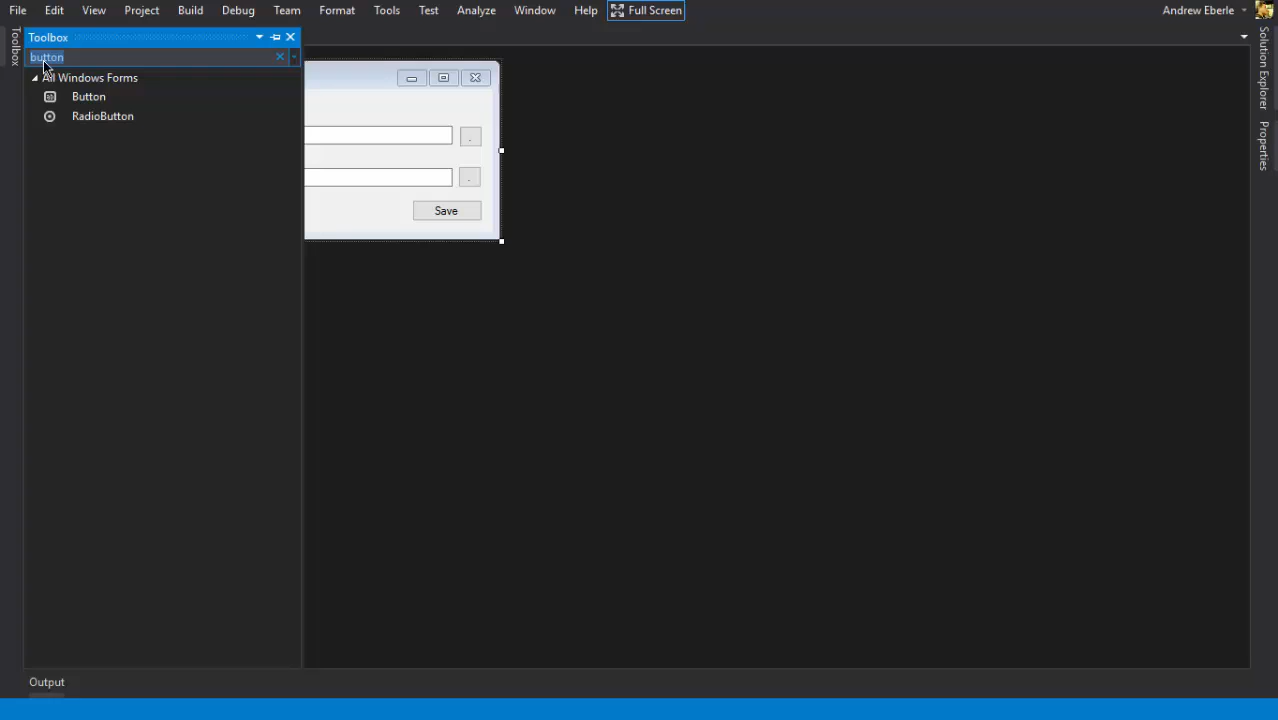 File Edit View Project Build Debug Team Format Tools Test Analyze Window Help Full Screen Andrew Eberle
Toolbox
Toolbox
button
All Windows Forms
Button
RadioButton
.
.
Save
Solution Explorer
Properties
Output